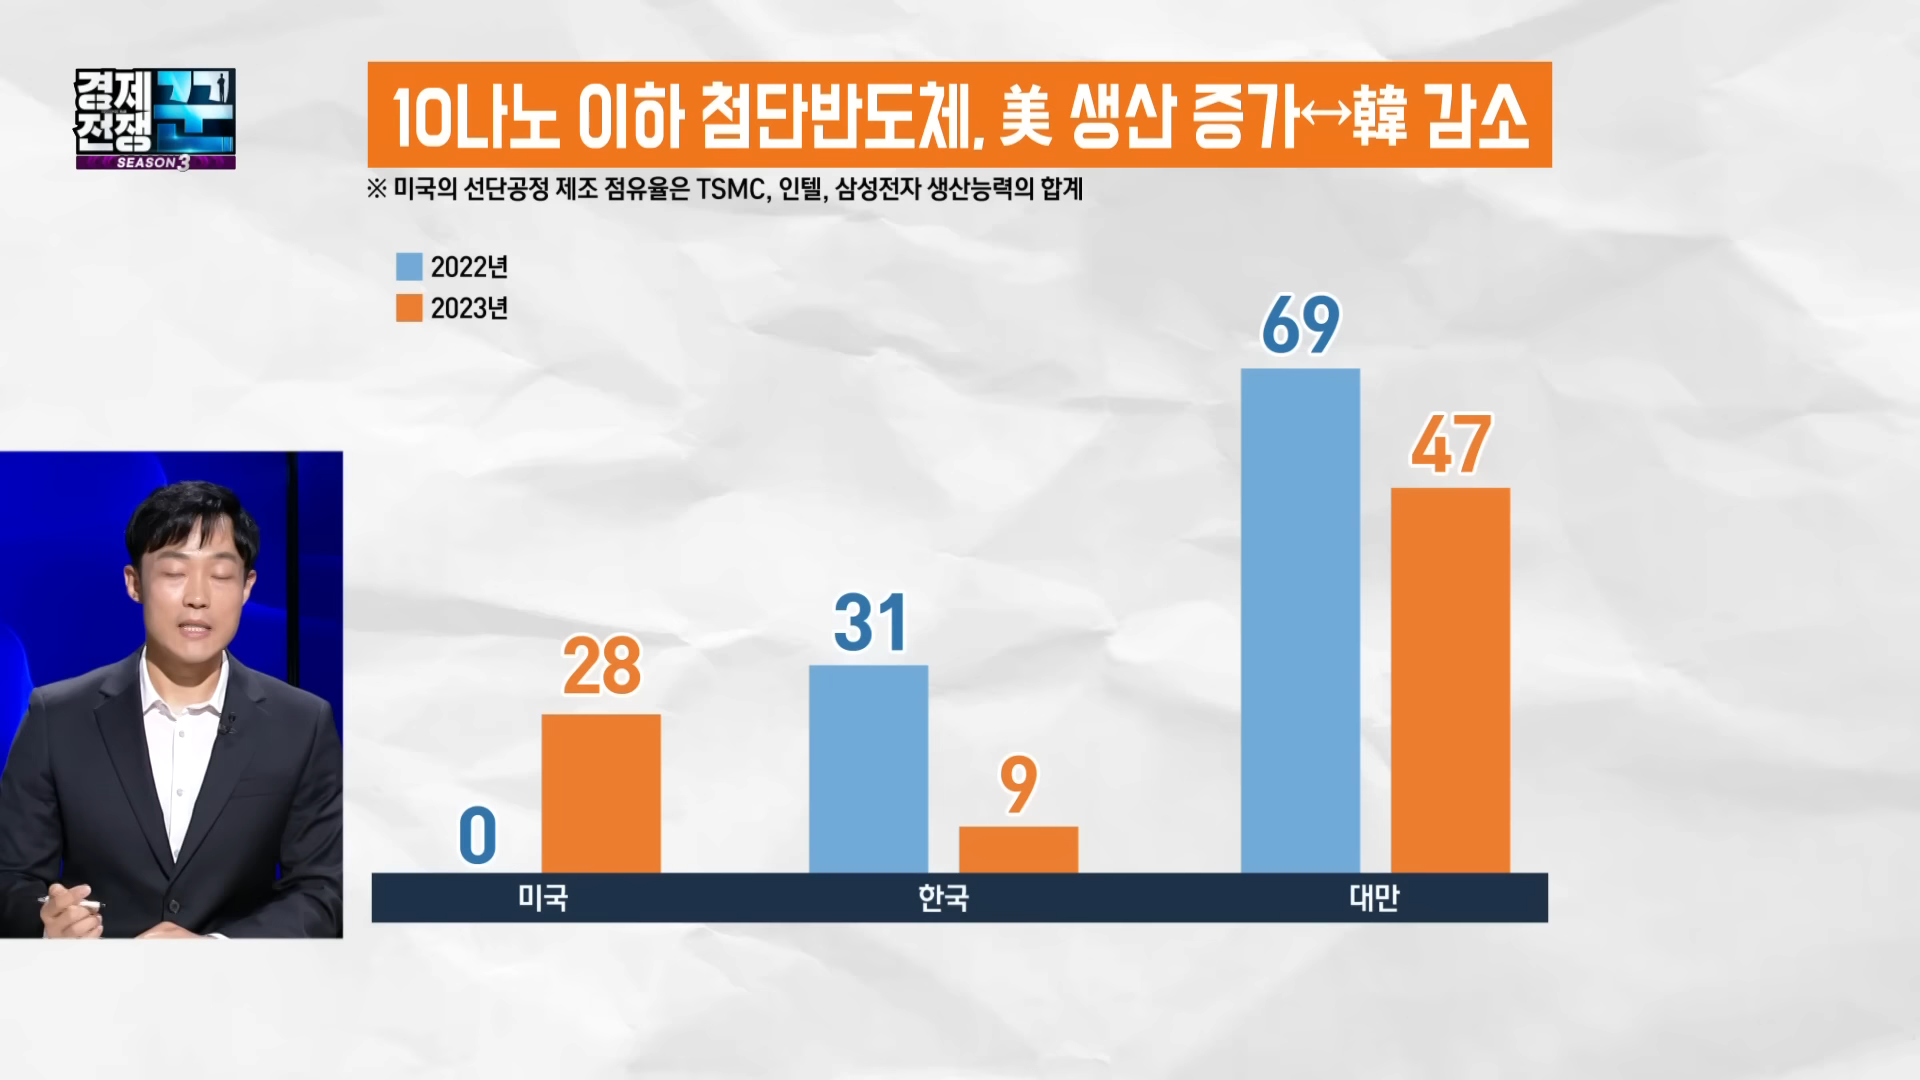 경제
전쟁
꾼
SEASON3
10나노 이하 첨단반도체, 美 생산 증가↔韓 감소
※ 미국의 선단공정 제조 점유율은 TSMC, 인텔, 삼성전자 생산능력의 합계
2022년
2023년
0
28
31
9
69
47
미국
한국
대만